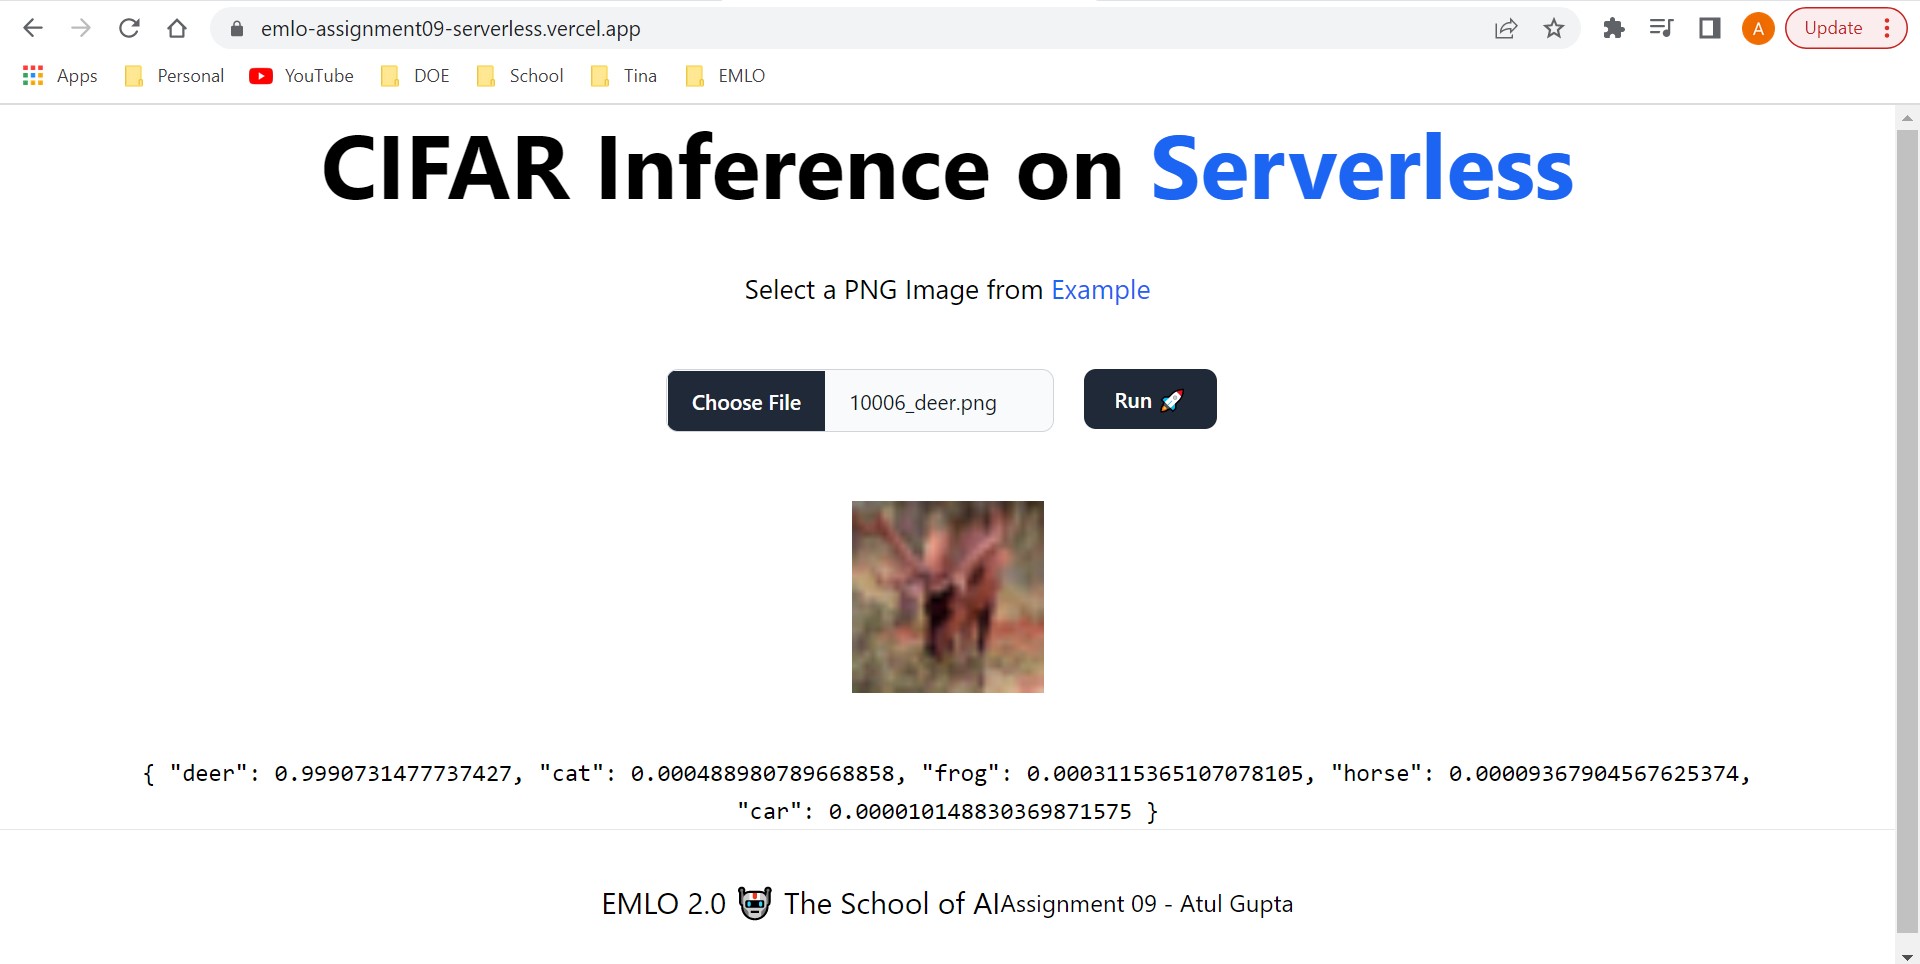 emlo-assignment09-serverless.vercel.app
A
Update
Apps Personal YouTube DOE School Tina EMLO
CIFAR Inference on Serverless
Select a PNG Image from Example
Choose File 10006_deer.png Run 🚀
{ "deer": 0.9990731477737427, "cat": 0.000488980789668858, "frog": 0.0003115365107078105, "horse": 0.00009367904567625374,
"car": 0.000010148830369871575 }
EMLO 2.0 🤖 The School of AIAssignment 09 - Atul Gupta